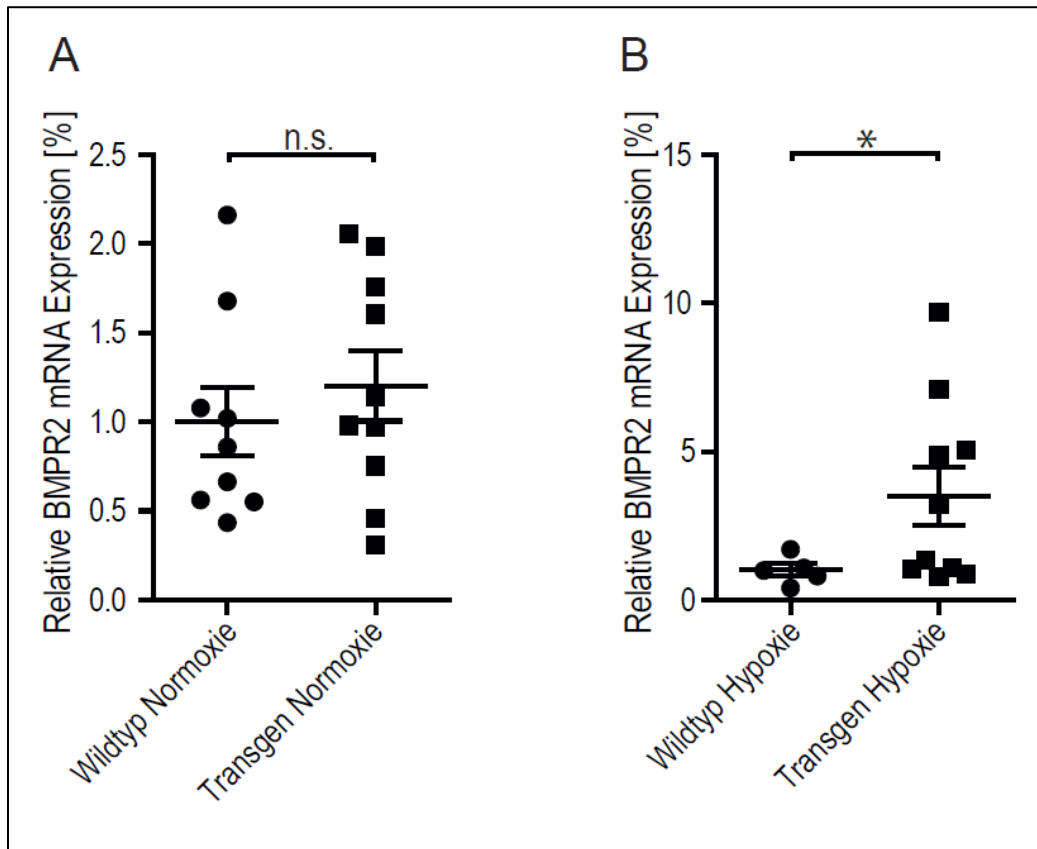 A
Relative BMPR2 mRNA Expression [%]
n.s.
2.5
2.0
1.5
1.0
0.5
0.0
Wildtyp Normoxie
Transgen Normoxie
B
Relative BMPR2 mRNA Expression [%]
*
15
10
5
0
Wildtyp Hypoxie
Transgen Hypoxie